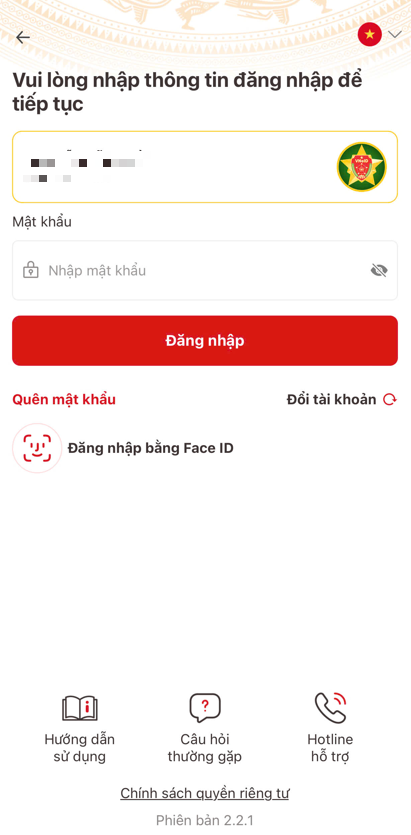 Vui lòng nhập thông tin đăng nhập để
tiếp tục
VNeID
Mật khẩu
Nhập mật khẩu
Đăng nhập
Quên mật khẩu
Đổi tài khoản
Đăng nhập bằng Face ID
Hướng dẫn
sử dụng
Câu hỏi
thường gặp
Hotline
hỗ trợ
Chính sách quyền riêng tư
Phiên bản 2.2.1